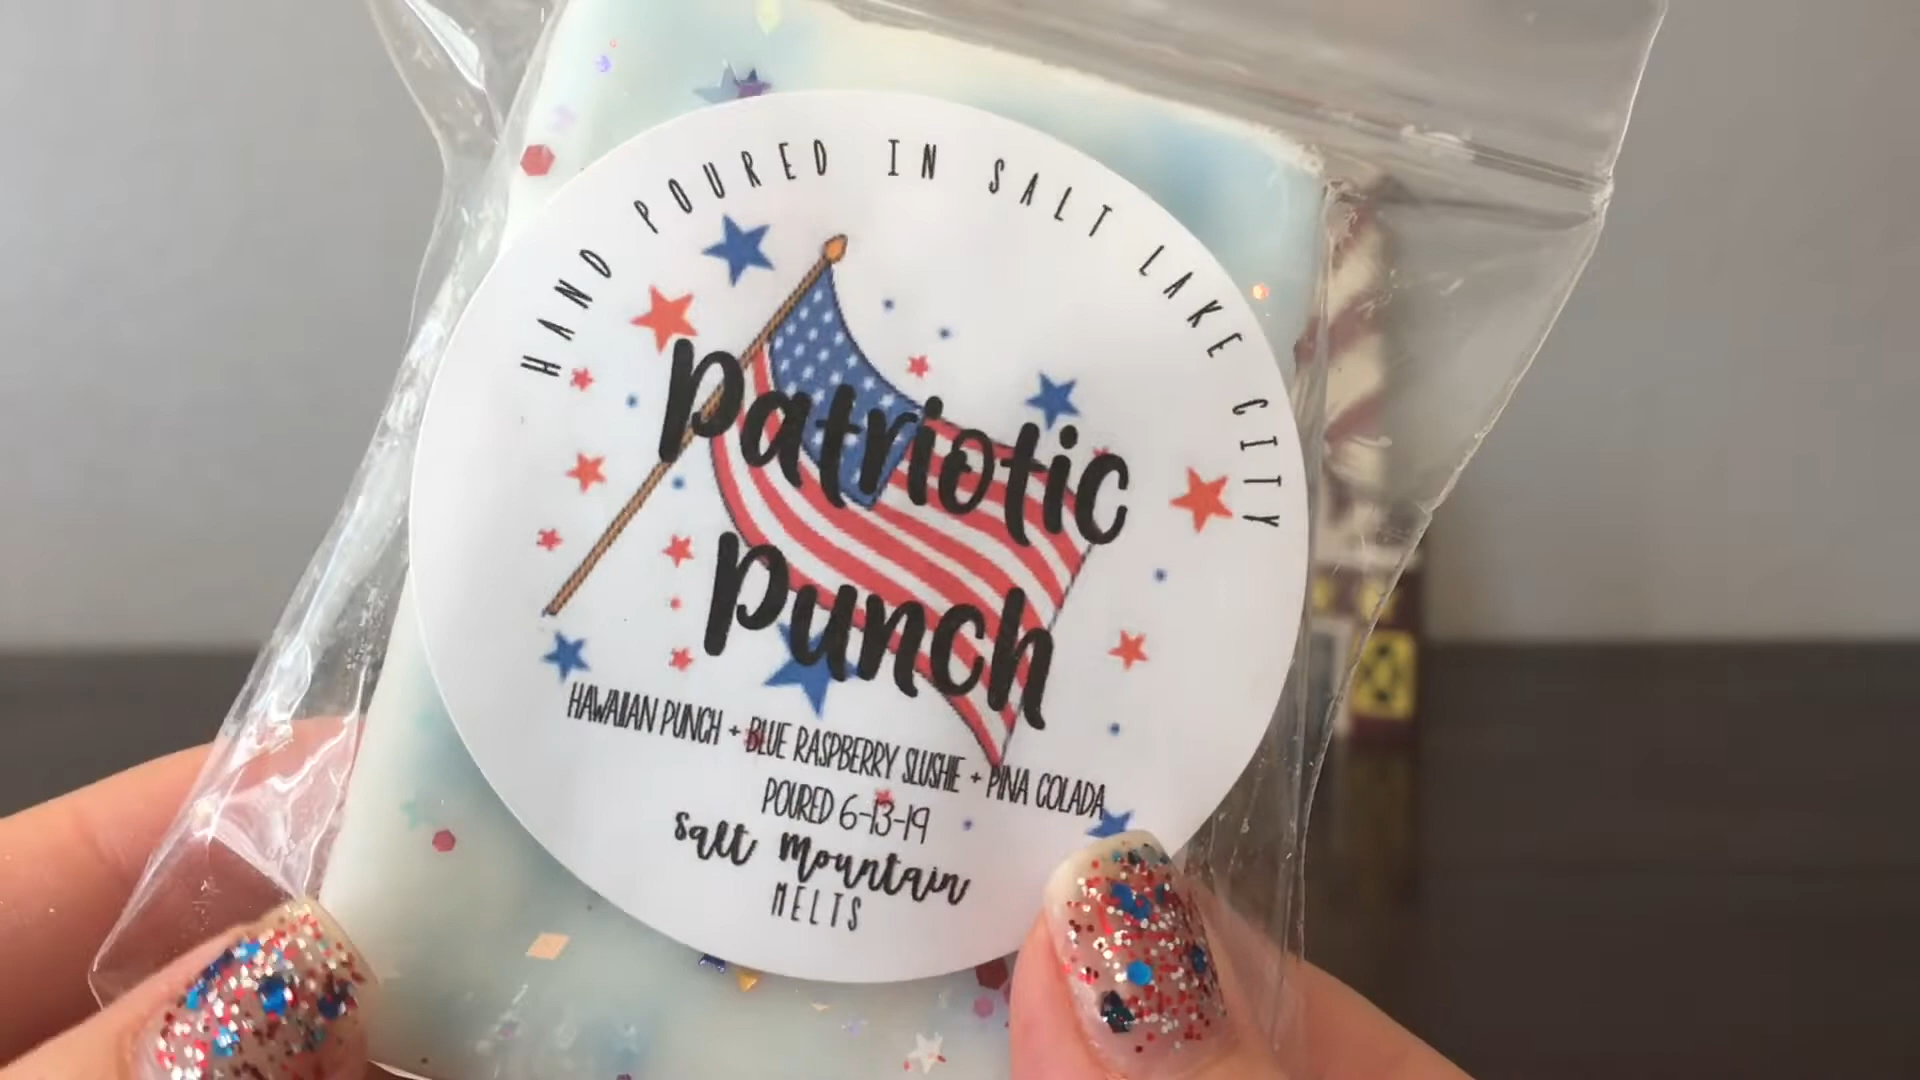 HAND POURED IN SALT LAKE CITY
Patriotic
Punch
HAWAIIAN PUNCH + BLUE RASPBERRY SLUSHIE + PINA COLADA
POURED 6-13-19
Salt Mountain
MELTS